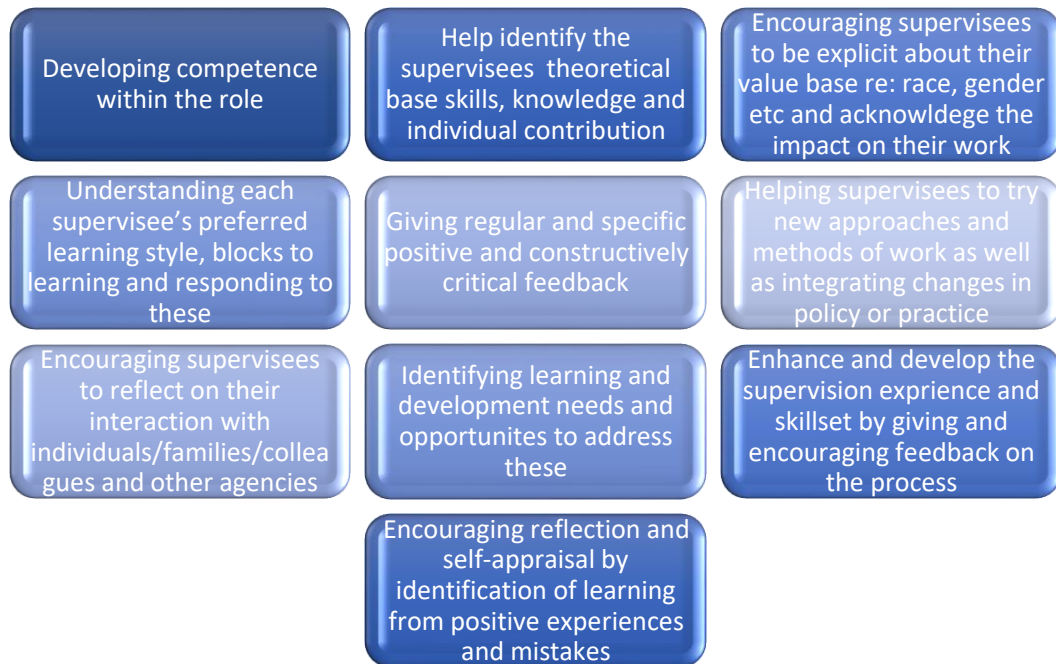 Developing competence
within the role
Help identify the
supervisees  theoretical
base skills, knowledge and
individual contribution
Encouraging supervisees
to be explicit about their
value base re: race, gender
etc and acknowldege the
impact on their work
Understanding each
supervisee’s preferred
learning style, blocks to
learning and responding to
these
Giving regular and specific
positive and constructively
critical feedback
Helping supervisees to try
new approaches and
methods of work as well
as integrating changes in
policy or practice
Encouraging supervisees
to reflect on their
interaction with
individuals/families/collea
gues and other agencies
Identifying learning and
development needs and
opportunites to address
these
Enhance and develop the
supervision exprience and
skillset by giving and
encouraging feedback on
the process
Encouraging reflection and
self-appraisal by
identification of learning
from positive experiences
and mistakes